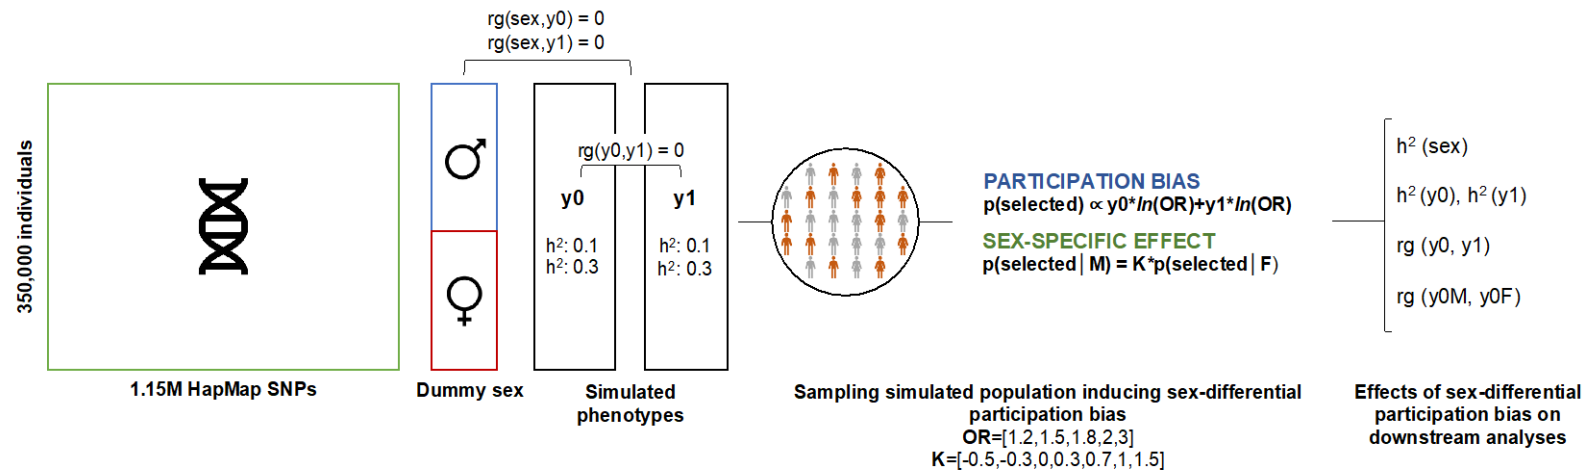 rg(sex,y0) = 0
rg(sex,y1) = 0
350,000 individuals
rg(y0,y1) = 0
y0
y1
h²: 0.1
h²: 0.3
h²: 0.1
h²: 0.3
PARTICIPATION BIAS
p(selected) ∝ y0*ln(OR)+y1*ln(OR)
SEX-SPECIFIC EFFECT
p(selected│M) = K*p(selected│F)
h² (sex)
h² (y0), h² (y1)
rg (y0, y1)
rg (y0M, y0F)
1.15M HapMap SNPs
Dummy sex
Simulated
phenotypes
Sampling simulated population inducing sex-differential
participation bias
OR=[1.2,1.5,1.8,2,3]
K=[-0.5,-0.3,0,0.3,0.7,1,1.5]
Effects of sex-differential
participation bias on
downstream analyses